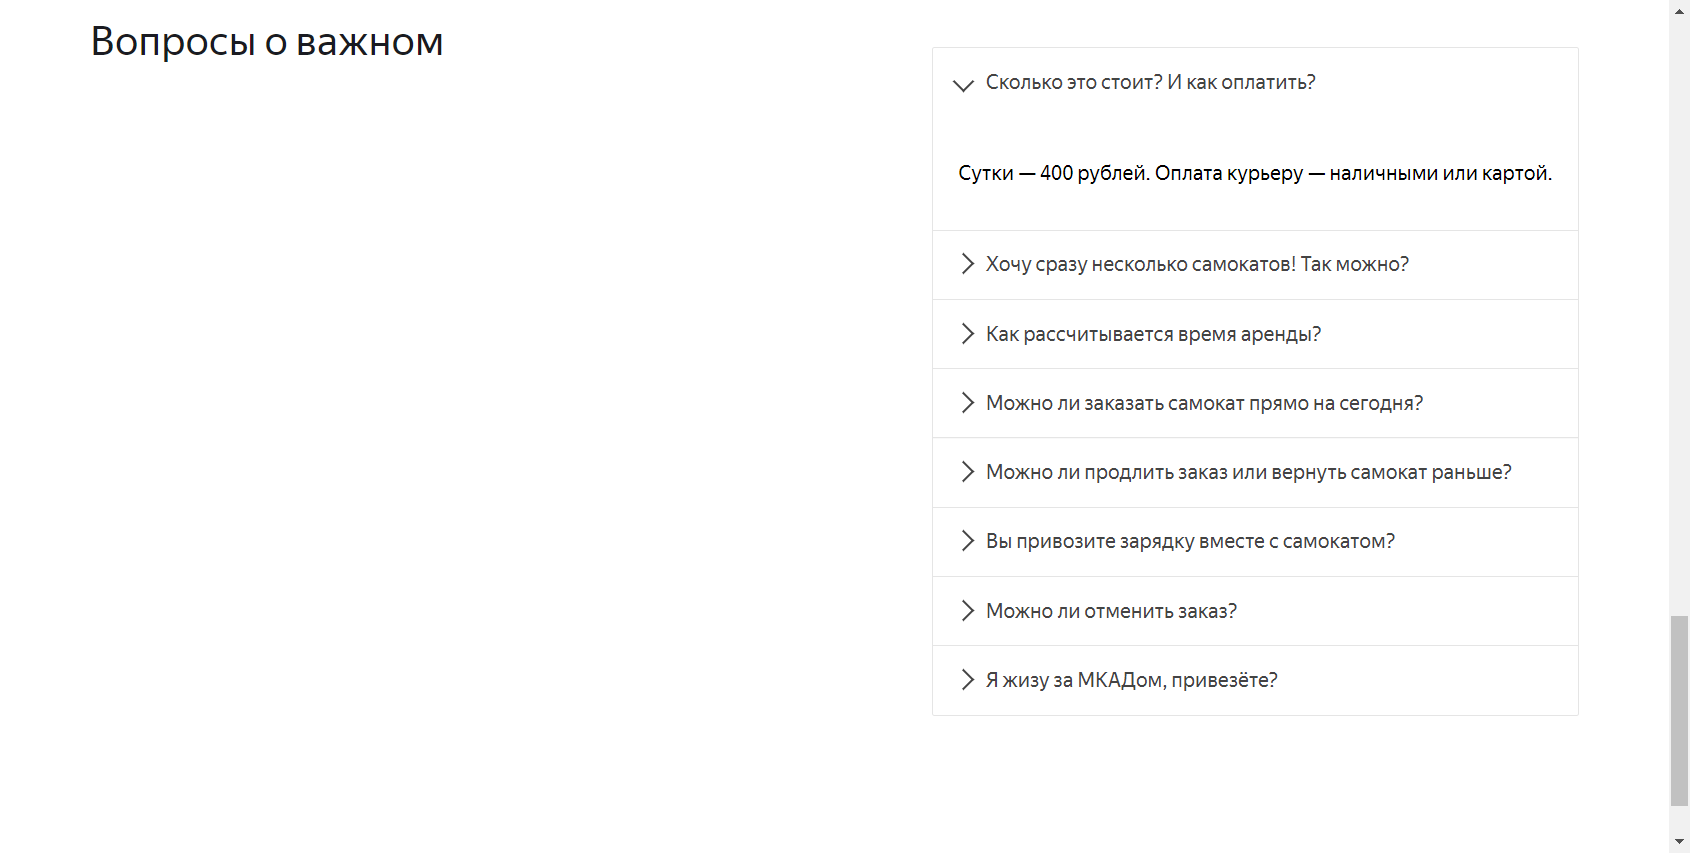 Вопросы о важном
Сколько это стоит? И как оплатить?
Сутки — 400 рублей. Оплата курьеру — наличными или картой.
Хочу сразу несколько самокатов! Так можно?
Как рассчитывается время аренды?
Можно ли заказать самокат прямо на сегодня?
Можно ли продлить заказ или вернуть самокат раньше?
Вы привозите зарядку вместе с самокатом?
Можно ли отменить заказ?
Я жизу за МКАДом, привезёте?